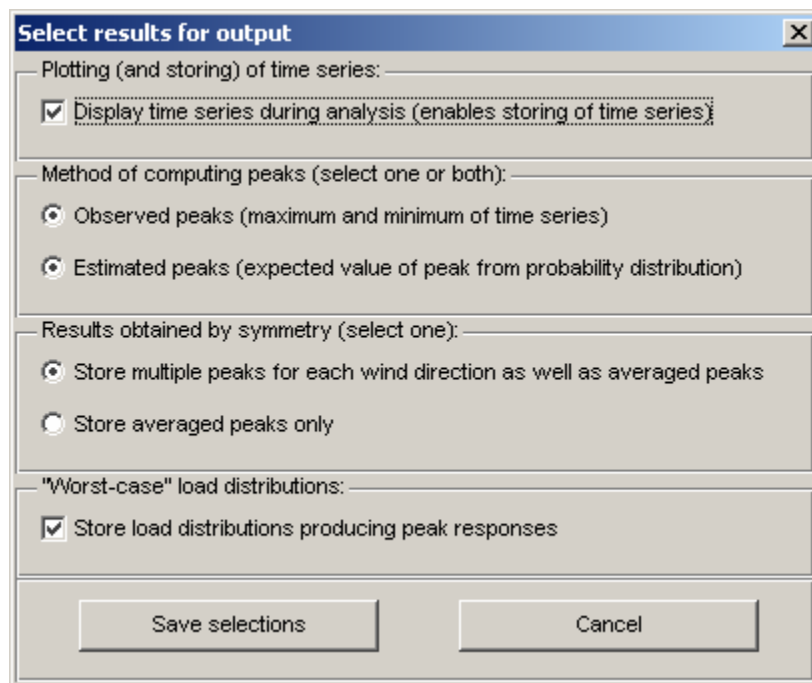 Select results for output
Plotting (and storing) of time series:
Display time series during analysis (enables storing of time series)
Method of computing peaks (select one or both):
Observed peaks (maximum and minimum of time series)
Estimated peaks (expected value of peak from probability distribution)
Results obtained by symmetry (select one):
Store multiple peaks for each wind direction as well as averaged peaks
Store averaged peaks only
"Worst-case" load distributions:
Store load distributions producing peak responses
Save selections
Cancel